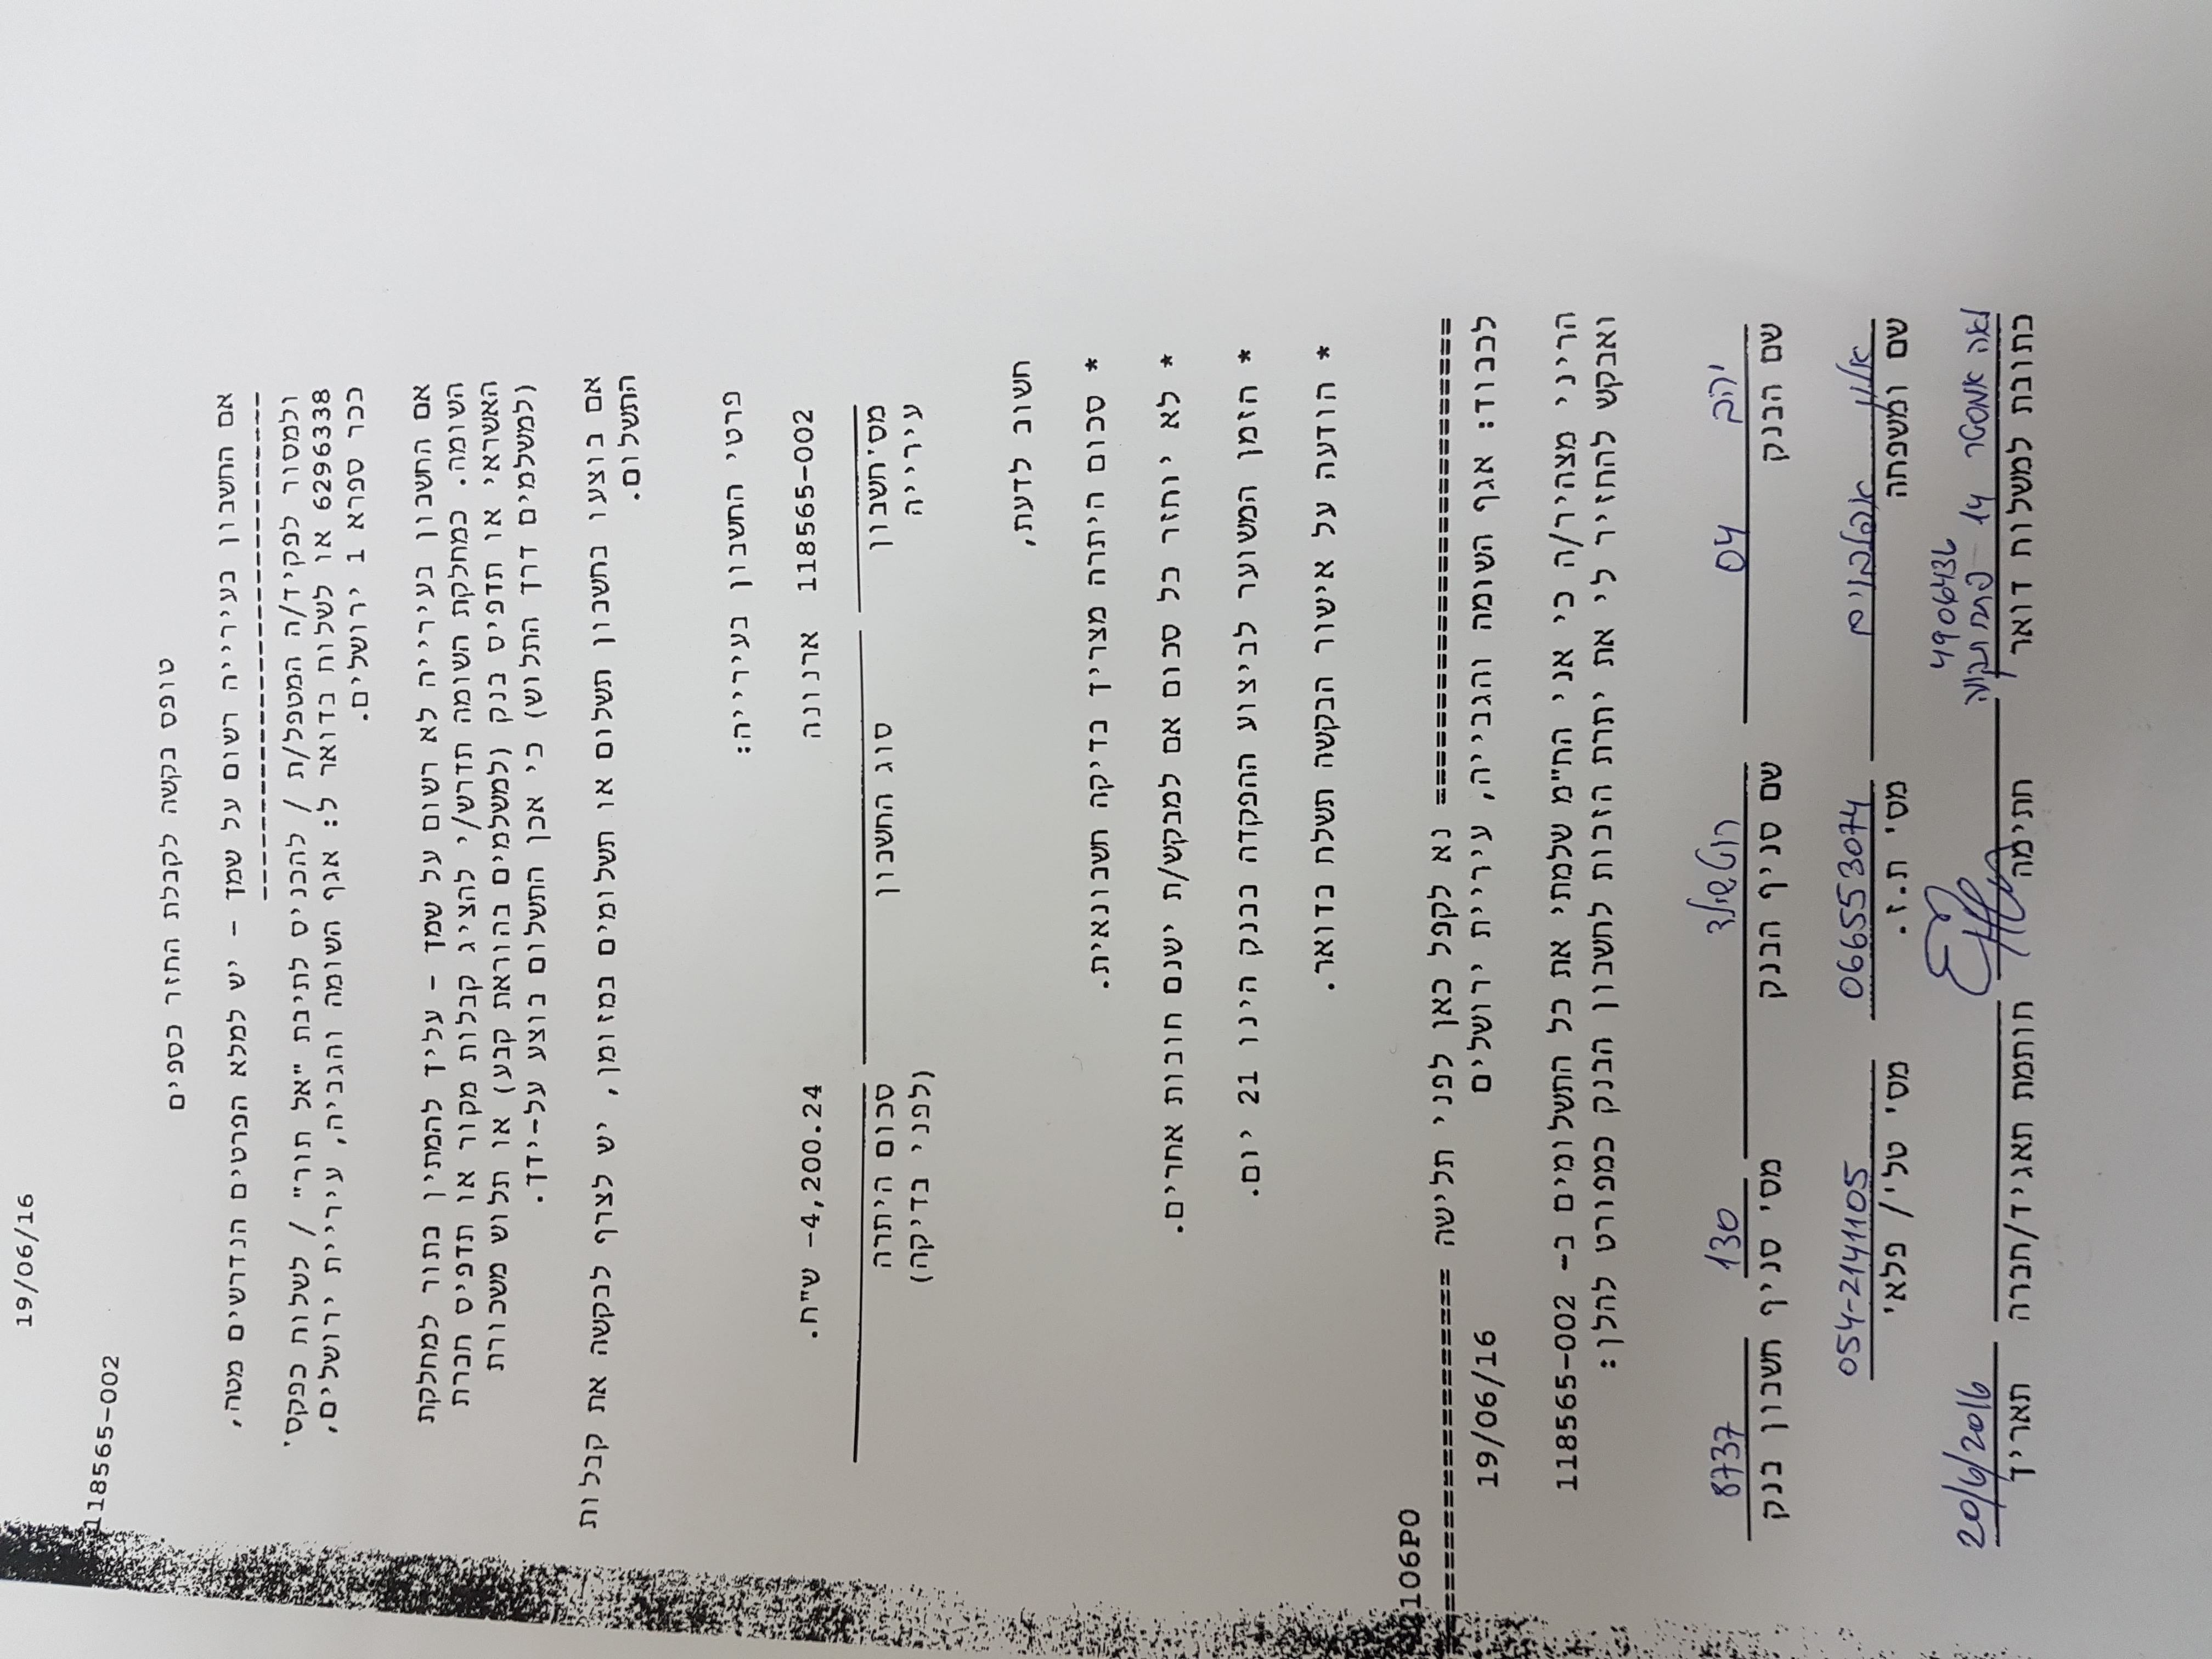 19/06/16
118565-002
טופס בקשה לקבלת החזר כספים
אם החשבון בעירייה רשום על שמך - יש למלא הפרטים הנדרשים מטה,
ולמסור לפקיד/ה המטפל/ת / להכניס לתיבת "אל תור" / לשלוח בפקס'
6296338 או לשלוח בדואר ל: אגף השומה והגביה, עיריית ירושלים,
ככר ספרא 1 ירושלים.
אם החשבון בעירייה לא רשום על שמך - עליך להמתין בתור למחלקת
השומה. במחלקת השומה תדרש/י להציג קבלות מקור או תדפיס חברת
האשראי או תדפיס בנק (למשלמים בהוראת קבע) או תלוש משכורת
(למשלמים דרך התלוש) כי אכן התשלום בוצע על-ידך.
אם בוצעו בחשבון תשלום או תשלומים במזומן, יש לצרף לבקשה את קבלות
התשלום.
פרטי החשבון בעירייה:
118565-002 ארנונה -4,200.24 ש"ח.
מס'חשבון סוג החשבון סכום היתרה
עירייה (לפני בדיקה)
חשוב לדעת,
* סכום היתרה מצריך בדיקה חשבונאית.
* לא יוחזר כל סכום אם למבקש/ת ישנם חובות אחרים.
* הזמן המשוער לביצוע ההפקדה בבנק הינו 21 יום.
* הודעה על אישור הבקשה תשלח בדואר.
106P0
========================= נא לקפל כאן לפני תלישה ===================
לכבוד: אגף השומה והגבייה, עיריית ירושלים 19/06/16
הריני מצהיר/ה כי אני הח"מ שלמתי את כל התשלומים ב- 118565-002
ואבקש להחזיר לי את יתרת הזכות לחשבון הבנק כמפורט להלן:
יהב 04 רוטשילד 130 8737
שם הבנק שם סניף הבנק מס' סניף חשבון בנק
אלון אפלבוים 066553074 054-2141105
שם ומשפחה מס' ת.ז. מס' טל'/ פלא'
4906436
לאה אמסטר 14 פתח תקווה 20/6/2016
כתובת למשלוח דואר חתימה חותמת תאגיד/חברה תאריך